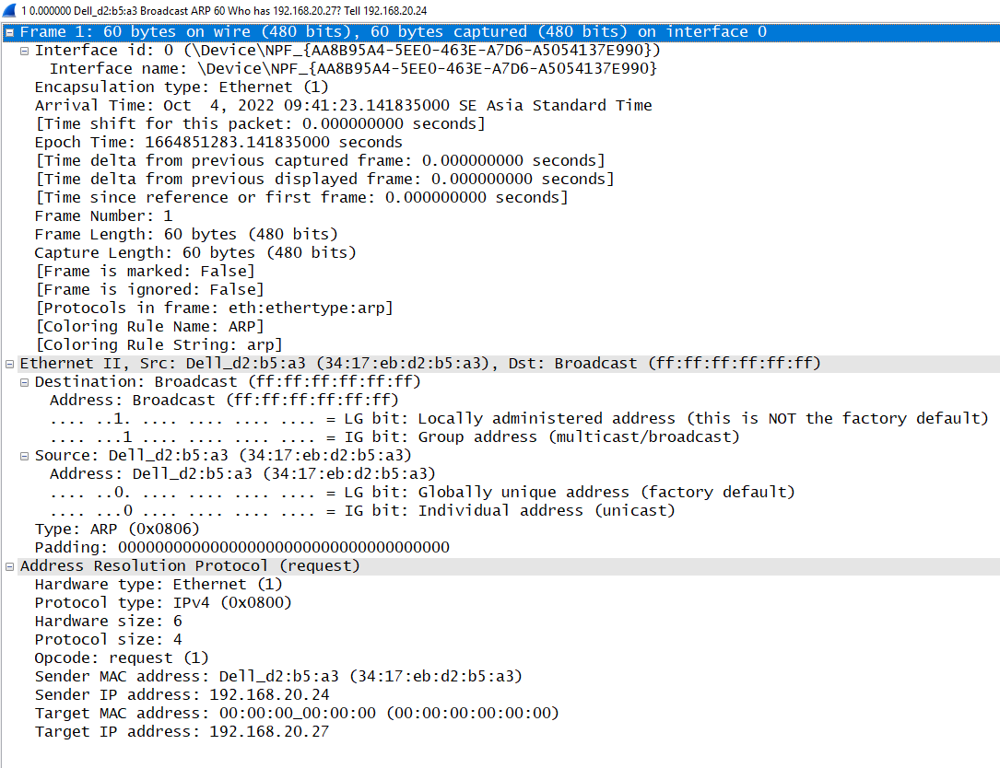 1 0.000000 Dell_d2:b5:a3 Broadcast ARP 60 Who has 192.168.20.27? Tell 192.168.20.24
Frame 1: 60 bytes on wire (480 bits), 60 bytes captured (480 bits) on interface 0
Interface id: 0 (\Device\NPF_{AA8B95A4-5EE0-463E-A7D6-A5054137E990})
Interface name: \Device\NPF_{AA8B95A4-5EE0-463E-A7D6-A5054137E990}
Encapsulation type: Ethernet (1)
Arrival Time: Oct  4, 2022 09:41:23.141835000 SE Asia Standard Time
[Time shift for this packet: 0.000000000 seconds]
Epoch Time: 1664851283.141835000 seconds
[Time delta from previous captured frame: 0.000000000 seconds]
[Time delta from previous displayed frame: 0.000000000 seconds]
[Time since reference or first frame: 0.000000000 seconds]
Frame Number: 1
Frame Length: 60 bytes (480 bits)
Capture Length: 60 bytes (480 bits)
[Frame is marked: False]
[Frame is ignored: False]
[Protocols in frame: eth:ethertype:arp]
[Coloring Rule Name: ARP]
[Coloring Rule String: arp]
Ethernet II, Src: Dell_d2:b5:a3 (34:17:eb:d2:b5:a3), Dst: Broadcast (ff:ff:ff:ff:ff:ff)
Destination: Broadcast (ff:ff:ff:ff:ff:ff)
Address: Broadcast (ff:ff:ff:ff:ff:ff)
.... ..1. .... .... .... .... = LG bit: Locally administered address (this is NOT the factory default)
.... ...1 .... .... .... .... = IG bit: Group address (multicast/broadcast)
Source: Dell_d2:b5:a3 (34:17:eb:d2:b5:a3)
Address: Dell_d2:b5:a3 (34:17:eb:d2:b5:a3)
.... ..0. .... .... .... .... = LG bit: Globally unique address (factory default)
.... ...0 .... .... .... .... = IG bit: Individual address (unicast)
Type: ARP (0x0806)
Padding: 000000000000000000000000000000000000
Address Resolution Protocol (request)
Hardware type: Ethernet (1)
Protocol type: IPv4 (0x0800)
Hardware size: 6
Protocol size: 4
Opcode: request (1)
Sender MAC address: Dell_d2:b5:a3 (34:17:eb:d2:b5:a3)
Sender IP address: 192.168.20.24
Target MAC address: 00:00:00_00:00:00 (00:00:00:00:00:00)
Target IP address: 192.168.20.27